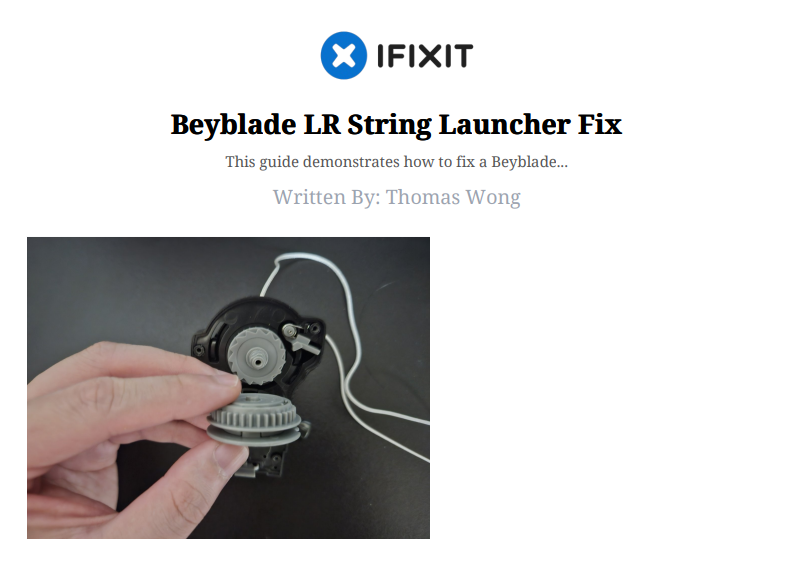 IFIXIT
Beyblade LR String Launcher Fix
This guide demonstrates how to fix a Beyblade...
Written By: Thomas Wong